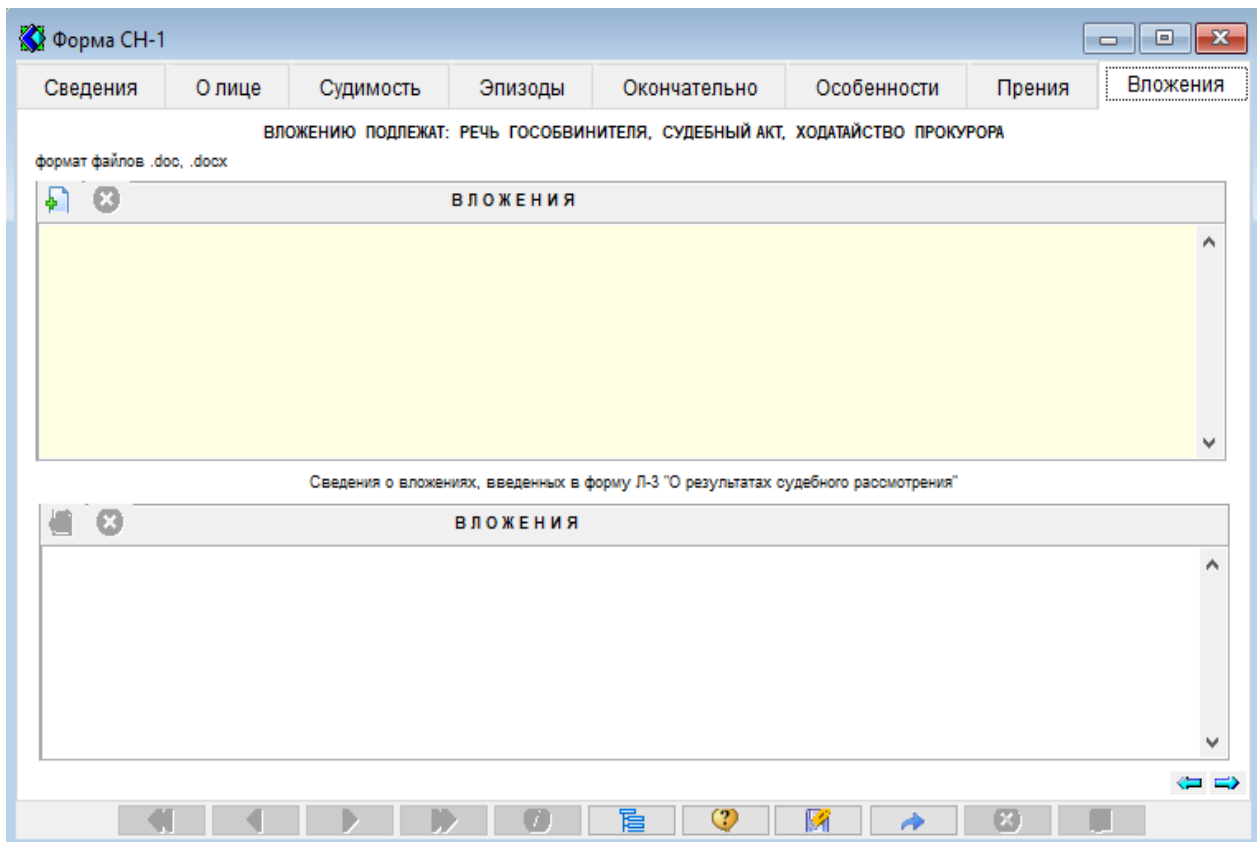 Форма СН-1
Сведения О лице Судимость Эпизоды Окончательно Особенности Прения Вложения
ВЛОЖЕНИЮ ПОДЛЕЖАТ: РЕЧЬ ГОСОБВИНИТЕЛЯ, СУДЕБНЫЙ АКТ, ХОДАТАЙСТВО ПРОКУРОРА
формат файлов .doc, .docx
ВЛОЖЕНИЯ
Сведения о вложениях, введенных в форму Л-3 "О результатах судебного рассмотрения"
ВЛОЖЕНИЯ